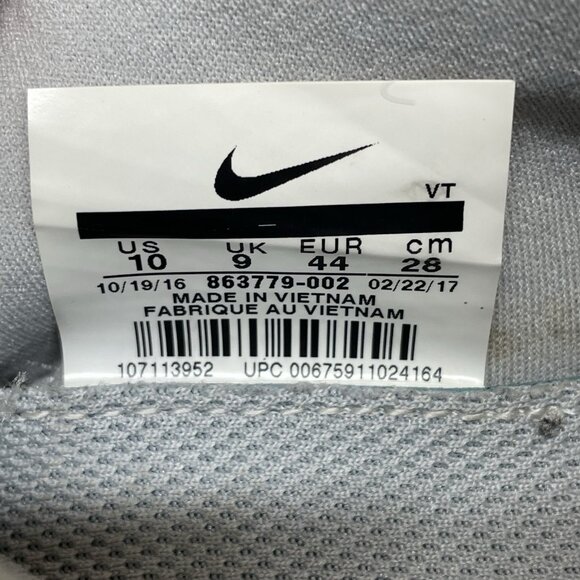 VT
US UK EUR cm
10 9 44 28
10/19/16 863779-002 02/22/17
MADE IN VIETNAM
FABRIQUE AU VIETNAM
107113952 UPC 00675911024164